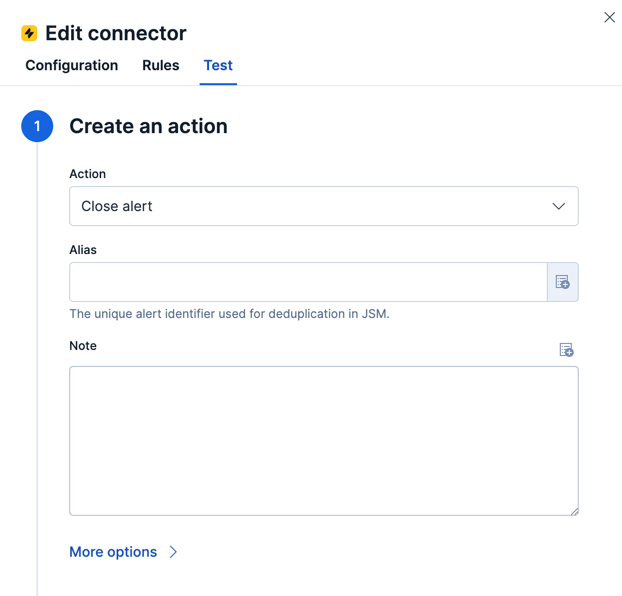 Edit connector
Configuration Rules Test
1 Create an action
Action
Close alert
Alias
The unique alert identifier used for deduplication in JSM.
Note
More options